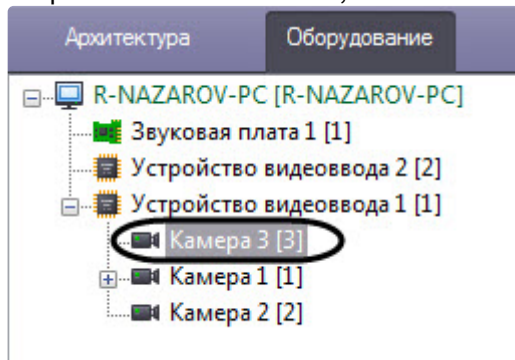 Архитектура Оборудование
R-NAZAROV-PC [R-NAZAROV-PC]
Звуковая плата 1 [1]
Устройство видеоввода 2 [2]
Устройство видеоввода 1 [1]
Камера 3 [3]
Камера 1 [1]
Камера 2 [2]